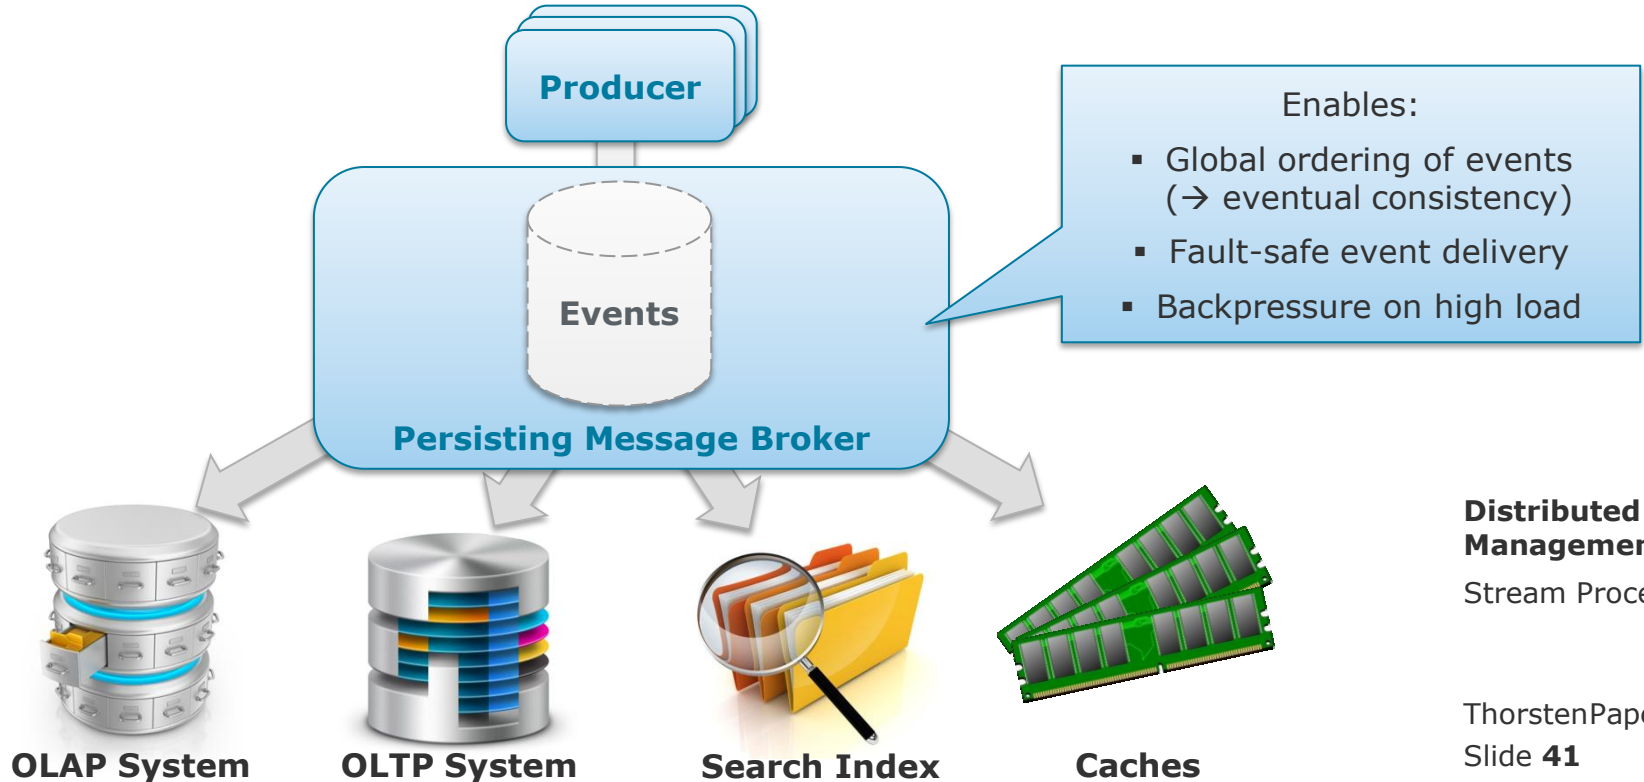 Producer
Enables:
▪ Global ordering of events
(→ eventual consistency)
▪ Fault-safe event delivery
▪ Backpressure on high load
Events
Persisting Message Broker
Distributed
Stream
Slide 41
OLAP System
OLTP System
Search Index
Caches